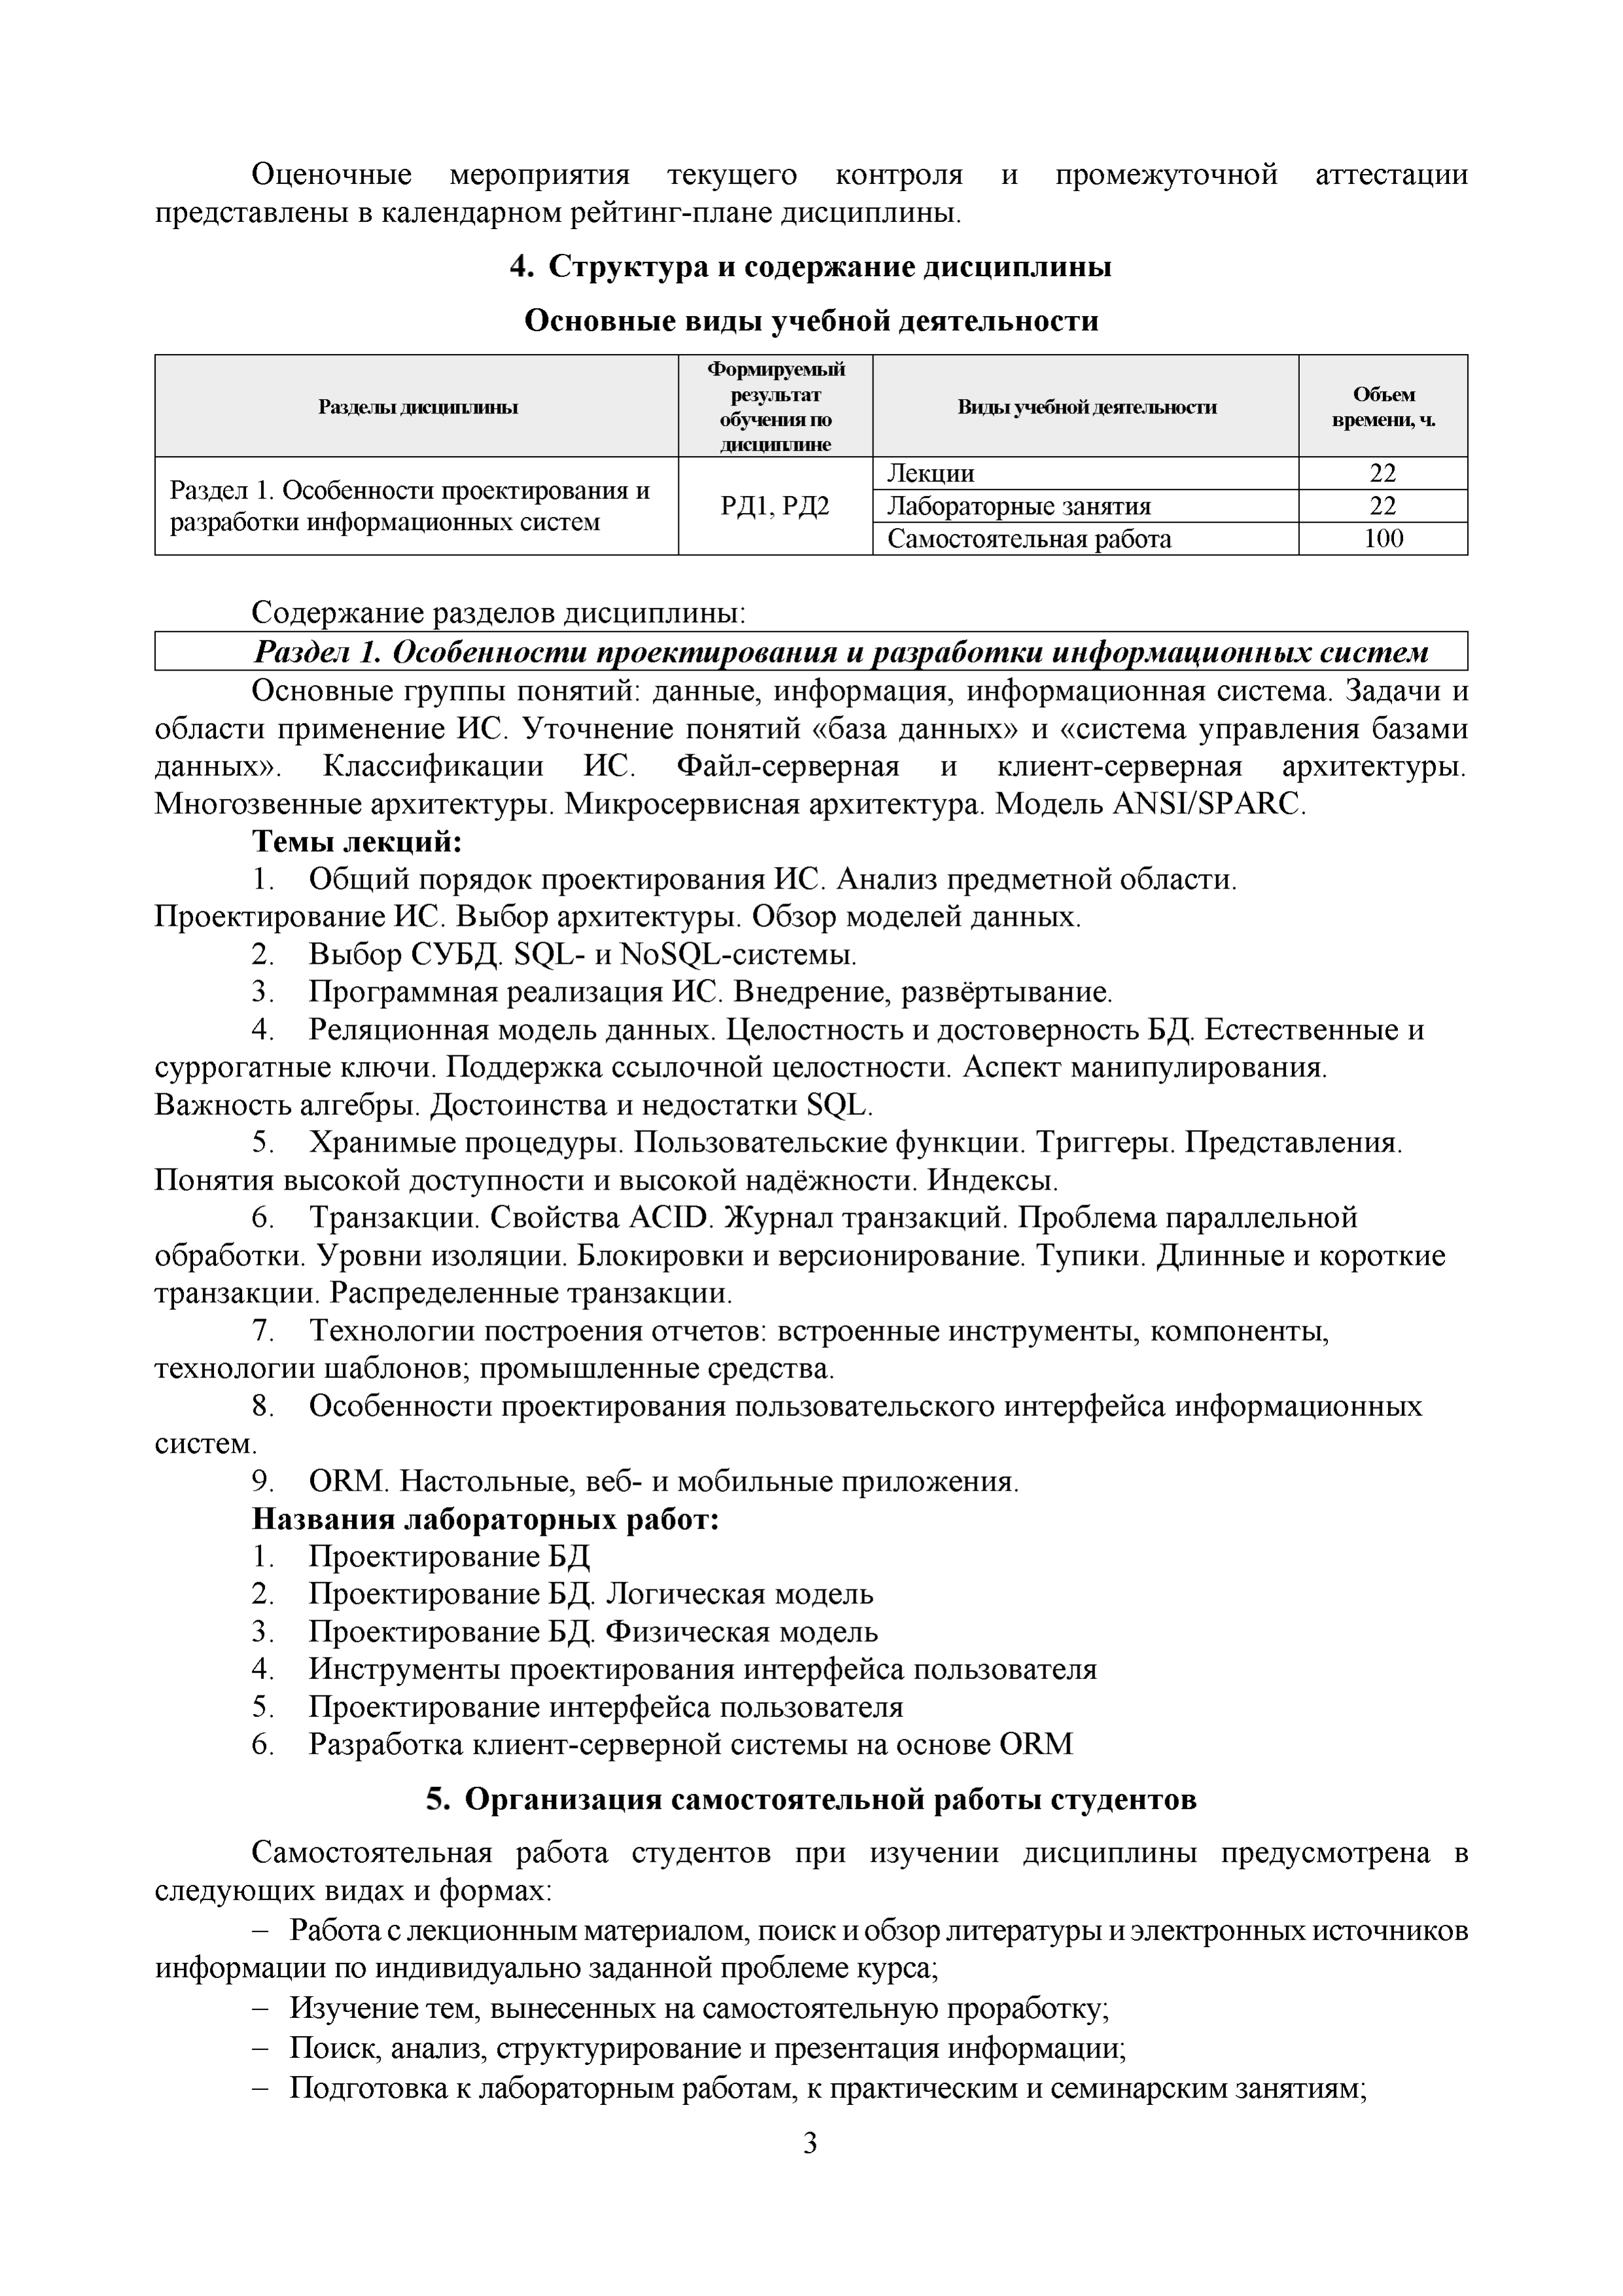 Оценочные мероприятия текущего контроля и промежуточной аттестации
представлены в календарном рейтинг-плане дисциплины.
4. Структура и содержание дисциплины
Основные виды учебной деятельности
Разделы дисциплины
Формируемый
результат
обучения по
дисциплине
Виды учебной деятельности
Объем
времени, ч.
Раздел 1. Особенности проектирования и
разработки информационных систем
РД1, РД2
Лекции 22
Лабораторные занятия 22
Самостоятельная работа 100
Содержание разделов дисциплины:
Раздел 1. Особенности проектирования и разработки информационных систем
Основные группы понятий: данные, информация, информационная система. Задачи и
области применение ИС. Уточнение понятий «база данных» и «система управления базами
данных». Классификации ИС. Файл-серверная и клиент-серверная архитектуры.
Многозвенные архитектуры. Микросервисная архитектура. Модель ANSI/SPARC.
Темы лекций:
1. Общий порядок проектирования ИС. Анализ предметной области.
Проектирование ИС. Выбор архитектуры. Обзор моделей данных.
2. Выбор СУБД. SQL- и NoSQL-системы.
3. Программная реализация ИС. Внедрение, развёртывание.
4. Реляционная модель данных. Целостность и достоверность БД. Естественные и
суррогатные ключи. Поддержка ссылочной целостности. Аспект манипулирования.
Важность алгебры. Достоинства и недостатки SQL.
5. Хранимые процедуры. Пользовательские функции. Триггеры. Представления.
Понятия высокой доступности и высокой надёжности. Индексы.
6. Транзакции. Свойства ACID. Журнал транзакций. Проблема параллельной
обработки. Уровни изоляции. Блокировки и версионирование. Тупики. Длинные и короткие
транзакции. Распределенные транзакции.
7. Технологии построения отчетов: встроенные инструменты, компоненты,
технологии шаблонов; промышленные средства.
8. Особенности проектирования пользовательского интерфейса информационных
систем.
9. ORM. Настольные, веб- и мобильные приложения.
Названия лабораторных работ:
1. Проектирование БД
2. Проектирование БД. Логическая модель
3. Проектирование БД. Физическая модель
4. Инструменты проектирования интерфейса пользователя
5. Проектирование интерфейса пользователя
6. Разработка клиент-серверной системы на основе ORM
5. Организация самостоятельной работы студентов
Самостоятельная работа студентов при изучении дисциплины предусмотрена в
следующих видах и формах:
– Работа с лекционным материалом, поиск и обзор литературы и электронных источников
информации по индивидуально заданной проблеме курса;
– Изучение тем, вынесенных на самостоятельную проработку;
– Поиск, анализ, структурирование и презентация информации;
– Подготовка к лабораторным работам, к практическим и семинарским занятиям;
3